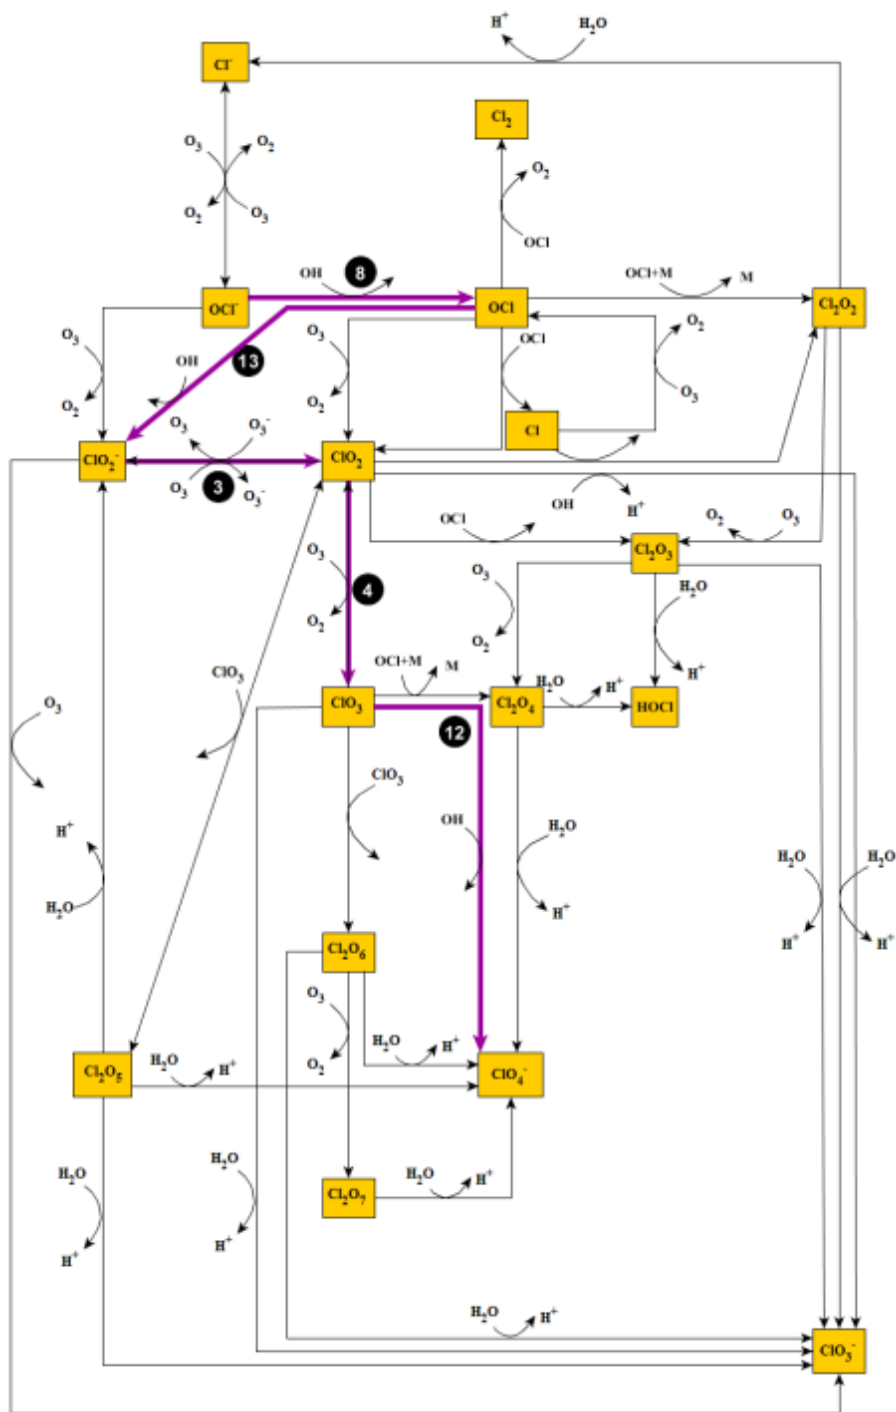 H⁺ H₂O
Cl⁻
Cl₂
O₃ O₂
O₂
O₂ O₃
OCl
OH 8 OCl+M M
OCl⁻ OCl Cl₂O₂
O₃ 13 O₃ OCl O₂
OH
O₂ O₂ O₃
O₃ O₃⁻ Cl
ClO₂⁻ ClO₂
O₃ 3 O₃⁻ OH H⁺
OCl O₂ O₃
Cl₂O₃
O₃ 4 O₃ H₂O
O₂ O₂
ClO₃ OCl+M M H₂O H⁺ H⁺
O₃ ClO₃ Cl₂O₄ HOCl
12
ClO₃
H⁺ OH H₂O H₂O H₂O
H₂O H⁺ H⁺ H⁺
Cl₂O₆
O₃
H₂O H⁺ O₂ H₂O H⁺
Cl₂O₅ ClO₄⁻
H₂O H₂O Cl₂O₇ H₂O H⁺
H⁺ H⁺
H₂O H⁺
ClO₃⁻